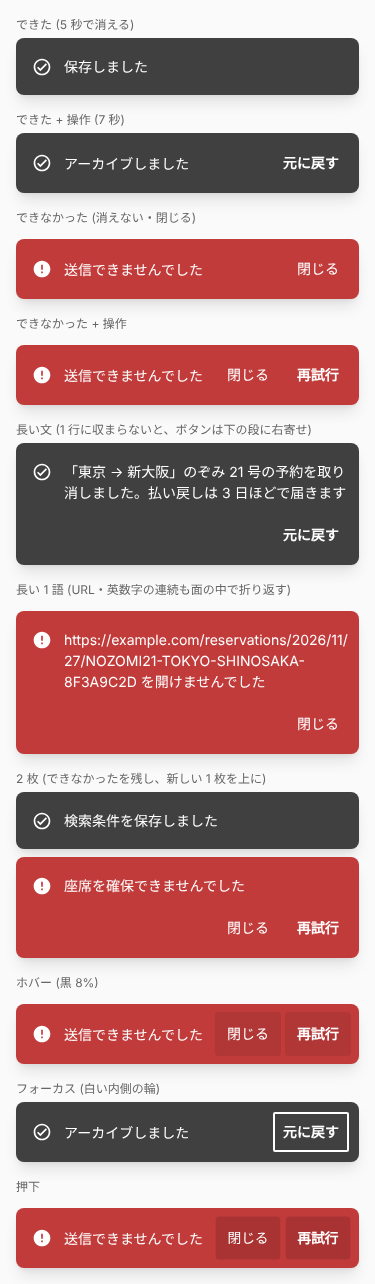 できた (5 秒で消える)
保存しました
できた + 操作 (7 秒)
アーカイブしました 元に戻す
できなかった (消えない・閉じる)
送信できませんでした 閉じる
できなかった + 操作
送信できませんでした 閉じる 再試行
長い文 (1 行に収まらないと、ボタンは下の段に右寄せ)
「東京 → 新大阪」のぞみ 21 号の予約を取り
消しました。払い戻しは 3 日ほどで届きます
元に戻す
長い 1 語 (URL・英数字の連続も面の中で折り返す)
https://example.com/reservations/2026/11/
27/NOZOMI21-TOKYO-SHINOSAKA-
8F3A9C2D を開けませんでした
閉じる
2 枚 (できなかったを残し、新しい 1 枚を上に)
検索条件を保存しました
座席を確保できませんでした
閉じる 再試行
ホバー (黒 8%)
送信できませんでした 閉じる 再試行
フォーカス (白い内側の輪)
アーカイブしました 元に戻す
押下
送信できませんでした 閉じる 再試行